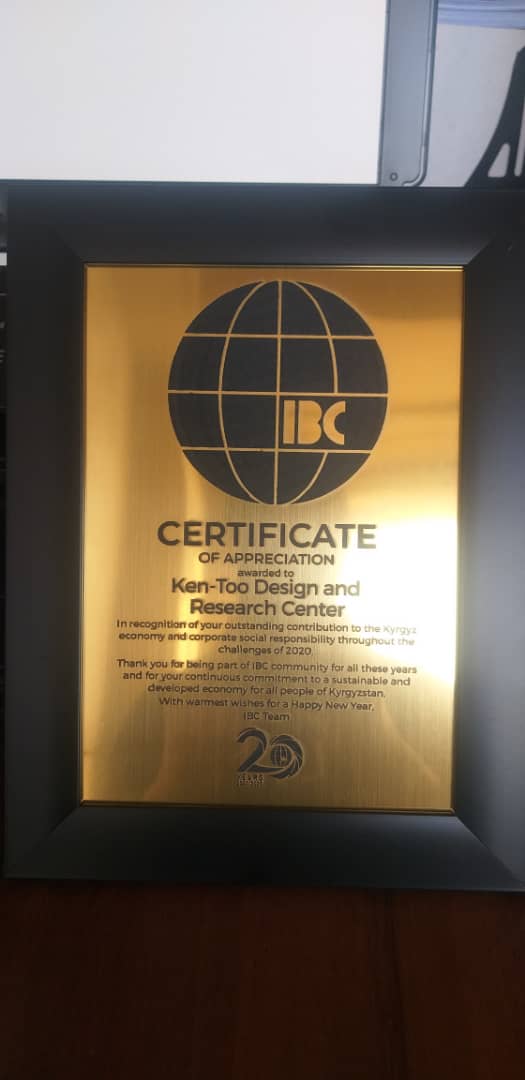 IBC
CERTIFICATE
OF APPRECIATION
awarded to
Ken-Too Design and
Research Center
In recognition of your outstanding contribution to the Kyrgyz
economy and corporate social responsibility throughout the
challenges of 2020.
Thank you for being part of IBC community for all these years
and for your continuous commitment to a sustainable and
developed economy for all people of Kyrgyzstan.
With warmest wishes for a Happy New Year,
IBC Team
20
YEARS